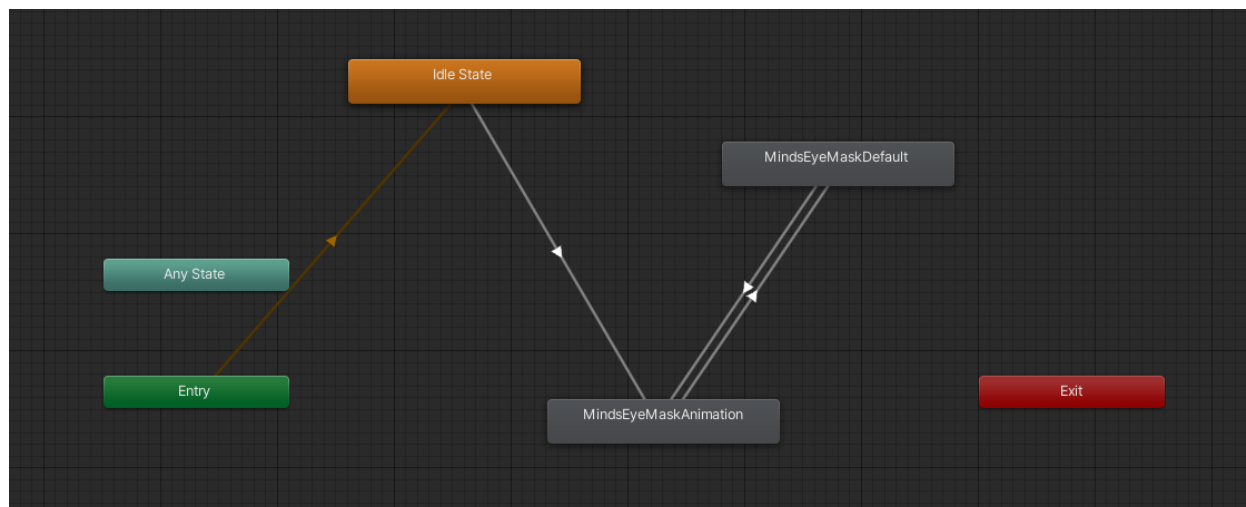 Idle State
MindsEyeMaskDefault
Any State
Entry
Exit
MindsEyeMaskAnimation